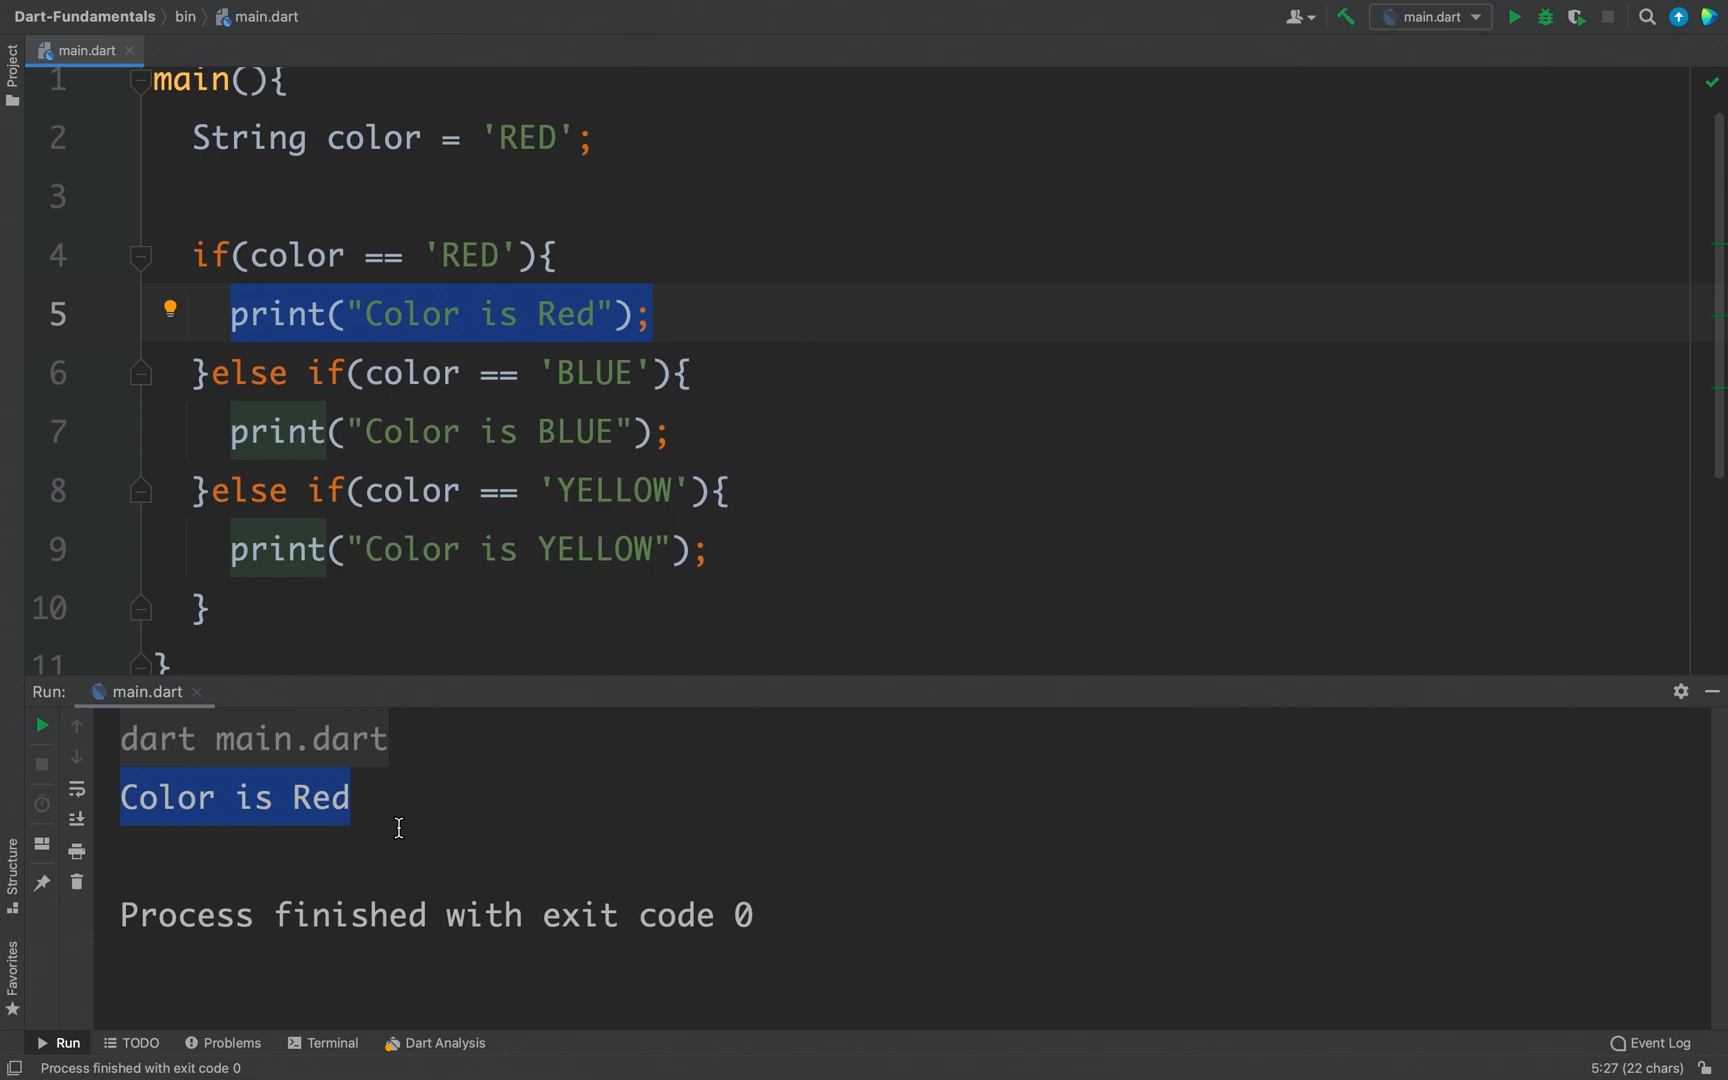 Dart-Fundamentals bin main.dart
main.dart
main.dart
Project
1 main(){
2 String color = 'RED';
3
4 if(color == 'RED'){
5 print("Color is Red");
6 }else if(color == 'BLUE'){
7 print("Color is BLUE");
8 }else if(color == 'YELLOW'){
9 print("Color is YELLOW");
10 }
11 }
Run: main.dart
dart main.dart
Color is Red
Process finished with exit code 0
Structure
Favorites
Run TODO Problems Terminal Dart Analysis Event Log
Process finished with exit code 0 5:27 (22 chars)